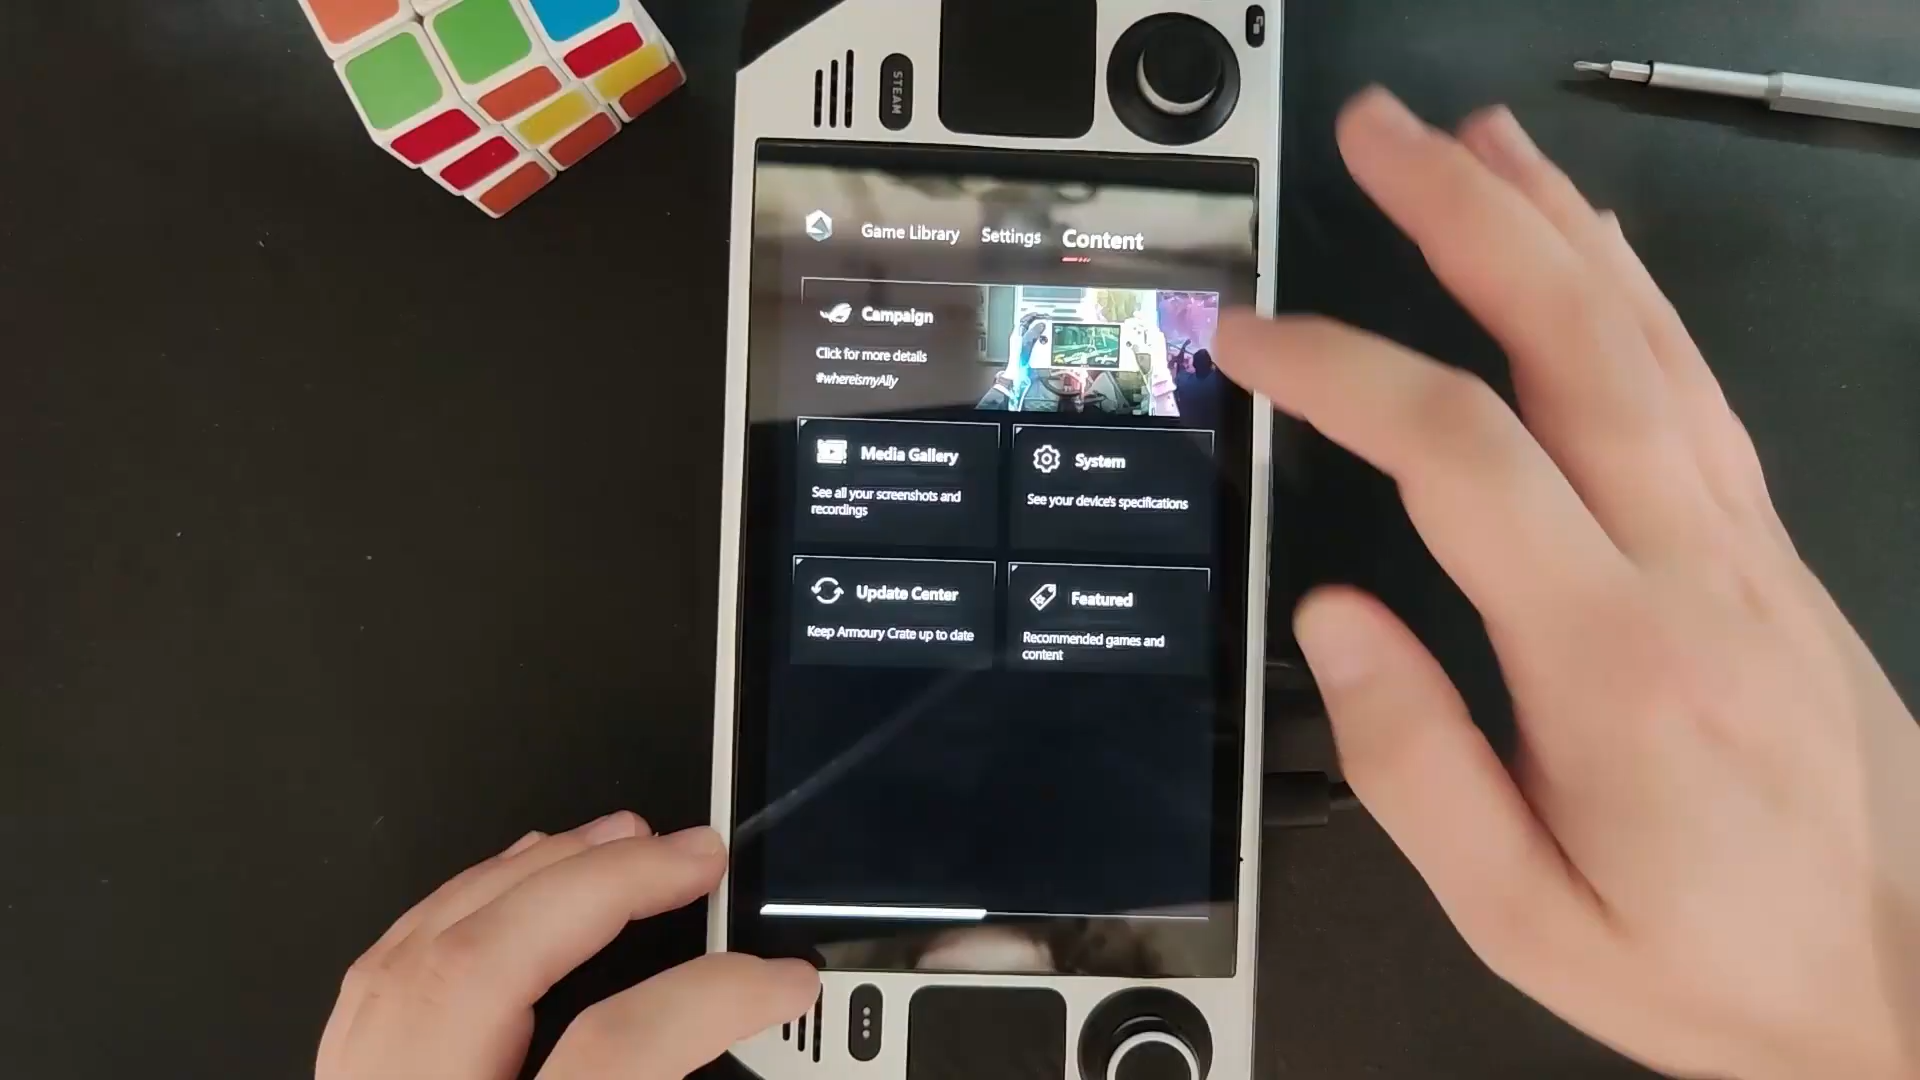 STEAM
Game Library Settings Content
Campaign
Click for more details
#whereismyAlly
Media Gallery
See all your screenshots and
recordings
System
See your device's specifications
Update Center
Keep Armoury Crate up to date
Featured
Recommended games and
content